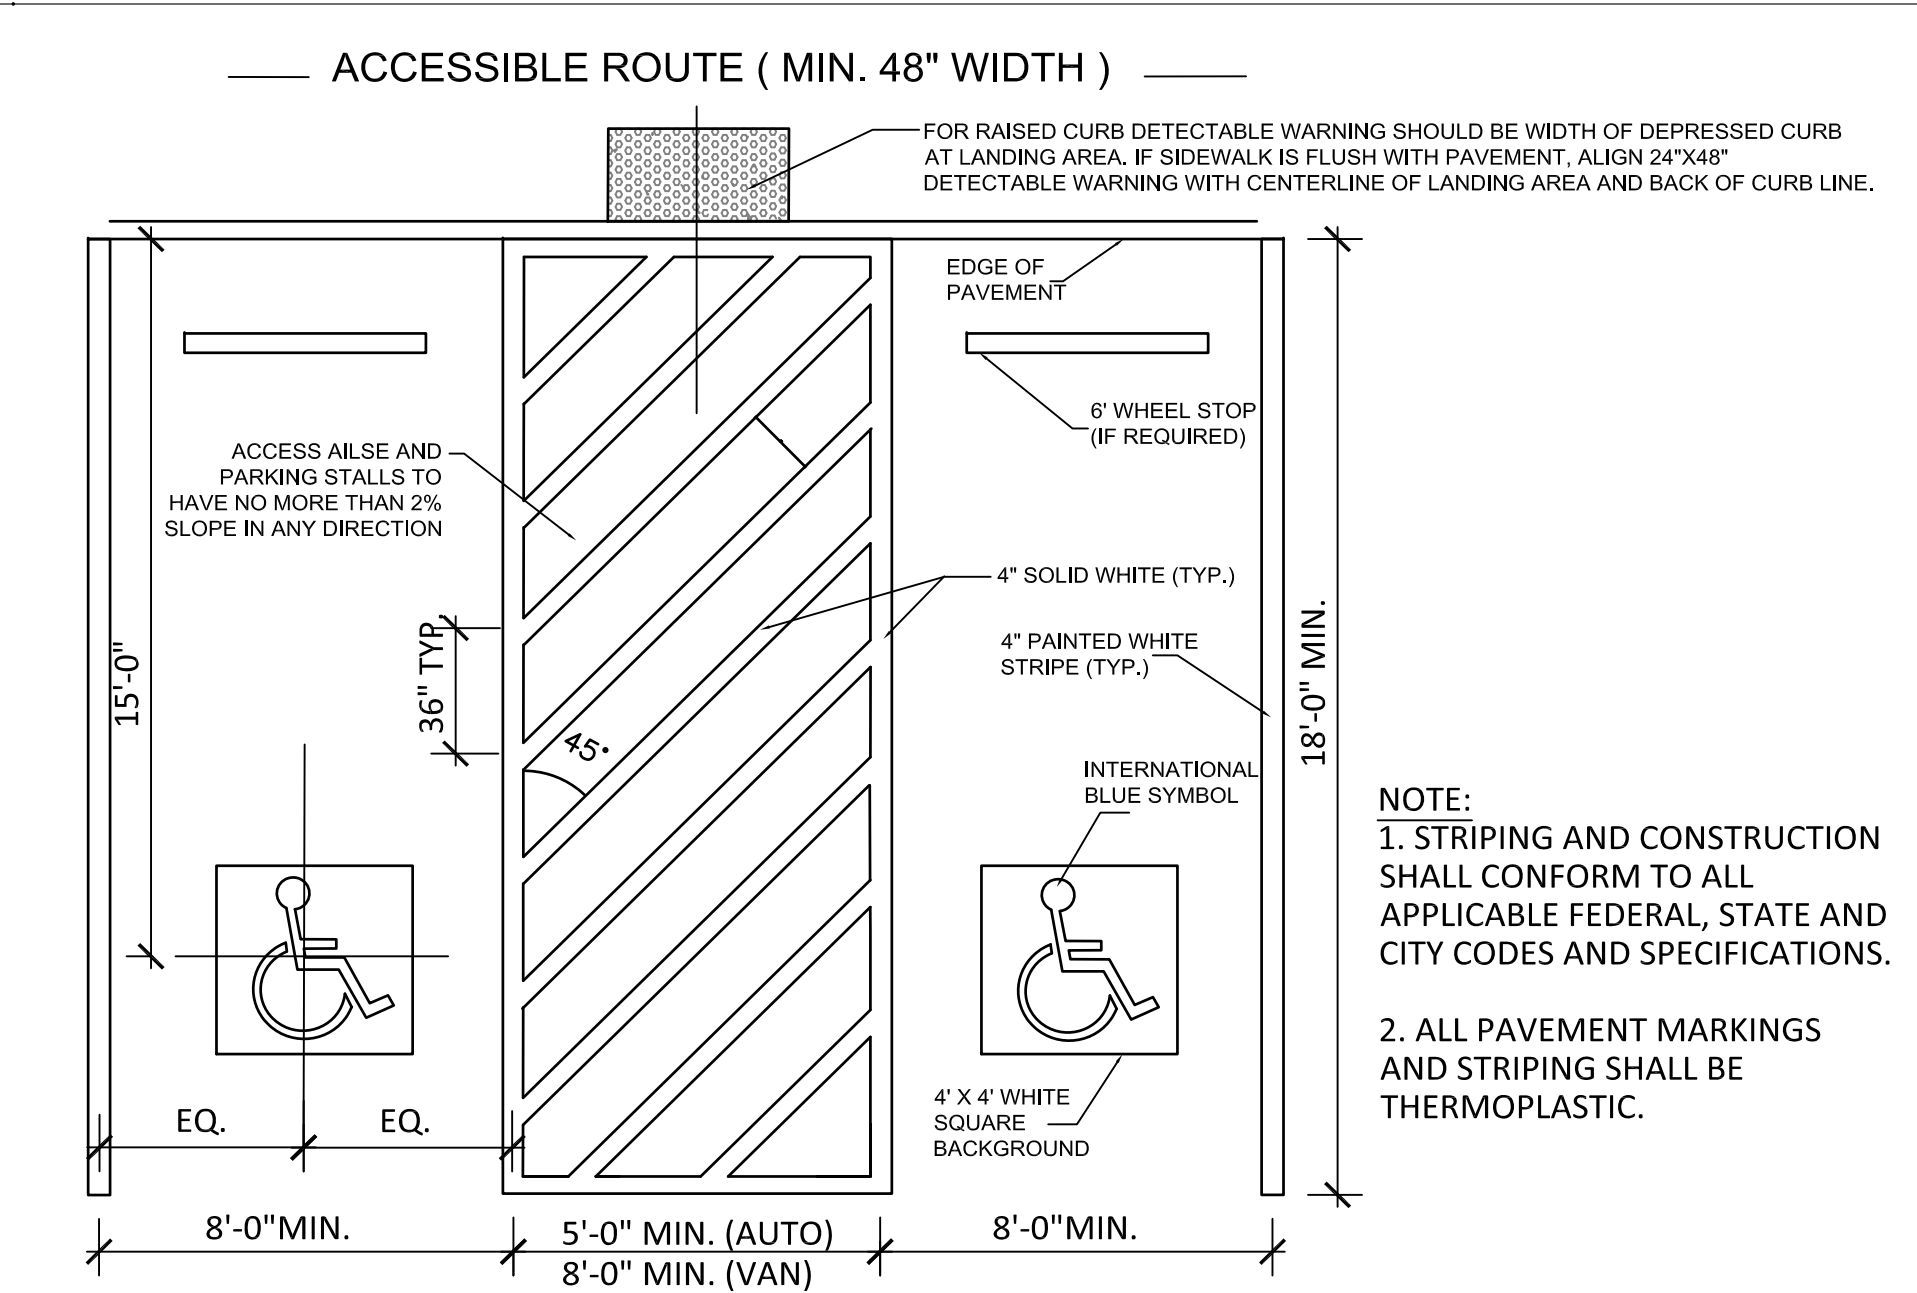 ACCESSIBLE ROUTE ( MIN. 48" WIDTH )
FOR RAISED CURB DETECTABLE WARNING SHOULD BE WIDTH OF DEPRESSED CURB
AT LANDING AREA. IF SIDEWALK IS FLUSH WITH PAVEMENT, ALIGN 24"X48"
DETECTABLE WARNING WITH CENTERLINE OF LANDING AREA AND BACK OF CURB LINE.
EDGE OF
PAVEMENT
6' WHEEL STOP
(IF REQUIRED)
ACCESS AILSE AND
PARKING STALLS TO
HAVE NO MORE THAN 2%
SLOPE IN ANY DIRECTION
4" SOLID WHITE (TYP.)
4" PAINTED WHITE
STRIPE (TYP.)
15'-0"
36" TYP.
45°
18'-0" MIN.
INTERNATIONAL
BLUE SYMBOL
NOTE:
1. STRIPING AND CONSTRUCTION
SHALL CONFORM TO ALL
APPLICABLE FEDERAL, STATE AND
CITY CODES AND SPECIFICATIONS.
2. ALL PAVEMENT MARKINGS
AND STRIPING SHALL BE
THERMOPLASTIC.
4' X 4' WHITE
SQUARE
BACKGROUND
EQ.
EQ.
8'-0"MIN.
5'-0" MIN. (AUTO)
8'-0" MIN. (VAN)
8'-0"MIN.